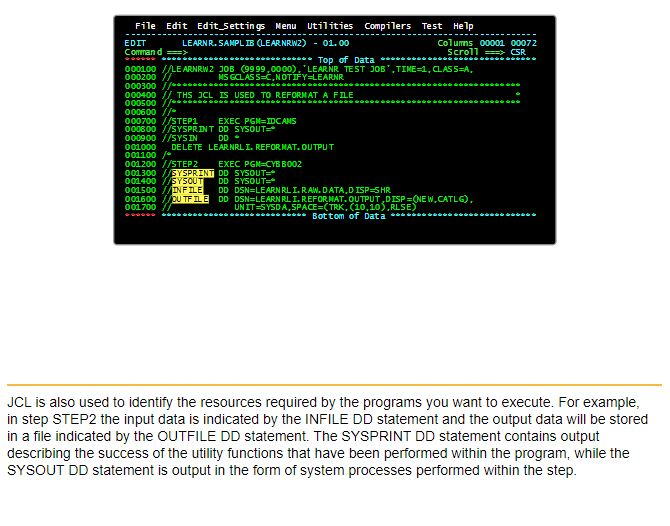 File Edit Edit_Settings Menu Utilities Compilers Test Help
EDIT LEARNR.SAMPLIB(LEARNRW2) - 01.00 Columns 00001 00072
Command ===> Scroll ===> CSR
****** ***************************** Top of Data ******************************
000100 //LEARNRW2 JOB (9999,0000),'LEARNR TEST JOB',TIME=1,CLASS=A,
000200 // MSGCLASS=C,NOTIFY=LEARNR
000300 //*******************************************************************
000400 // THS JCL IS USED TO REFORMAT A FILE *
000500 //*******************************************************************
000600 //*
000700 //STEP1 EXEC PGM=IDCAMS
000800 //SYSPRINT DD SYSOUT=*
000900 //SYSIN DD *
001000 DELETE LEARNRLI.REFORMAT.OUTPUT
001100 /*
001200 //STEP2 EXEC PGM=CYBB002
001300 //SYSPRINT DD SYSOUT=*
001400 //SYSOUT DD SYSOUT=*
001500 //INFILE DD DSN=LEARNRLI.RAW.DATA,DISP=SHR
001600 //OUTFILE DD DSN=LEARNRLI.REFORMAT.OUTPUT,DISP=(NEW,CATLG),
001700 // UNIT=SYSDA,SPACE=(TRK,(10,10),RLSE)
****** **************************** Bottom of Data ****************************
JCL is also used to identify the resources required by the programs you want to execute. For example,
in step STEP2 the input data is indicated by the INFILE DD statement and the output data will be stored
in a file indicated by the OUTFILE DD statement. The SYSPRINT DD statement contains output
describing the success of the utility functions that have been performed within the program, while the
SYSOUT DD statement is output in the form of system processes performed within the step.